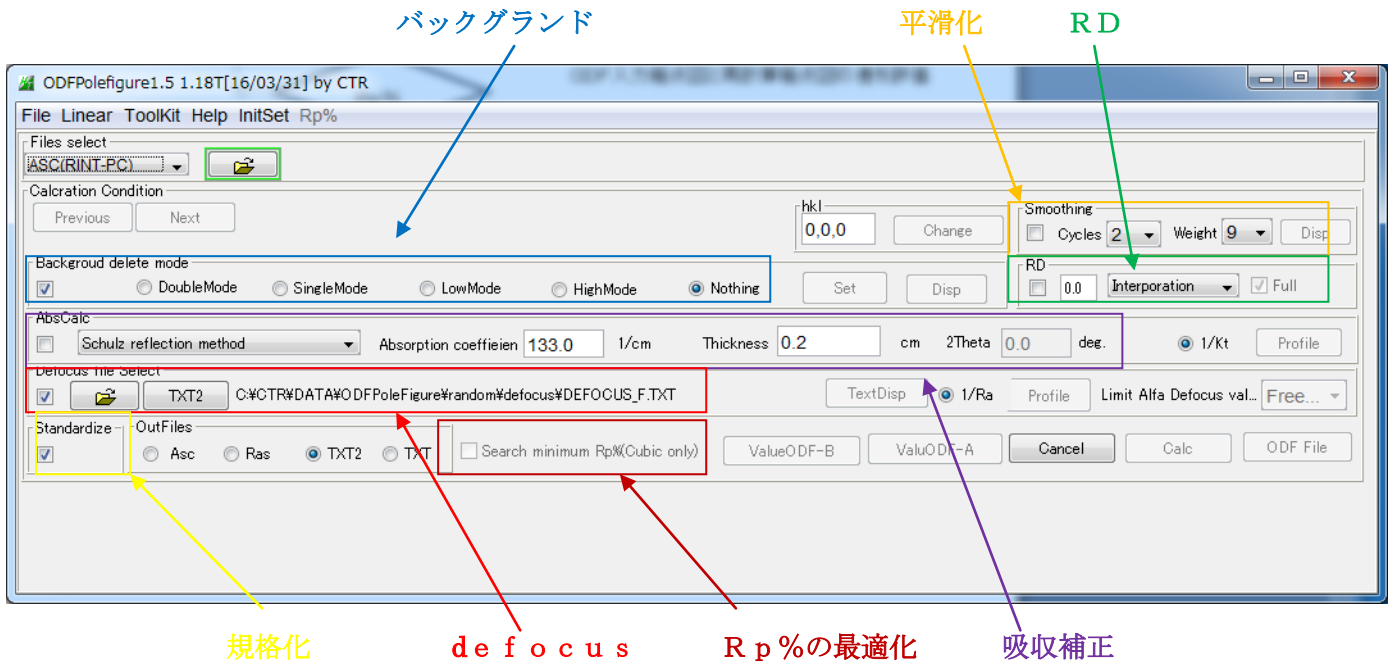 バックグランド 平滑化 ＲＤ
ODFPolefigure1.5 1.18T[16/03/31] by CTR
File Linear ToolKit Help InitSet Rp%
Files select
ASC(RINT-PC)
Calcration Condition
Previous Next
hkl
0,0,0 Change
Smoothing
Cycles 2 Weight 9 Disp
Backgroud delete mode
DoubleMode SingleMode LowMode HighMode Nothing Set Disp
RD
0.0 Interporation Full
AbsCalc
Schulz reflection method Absorption coeffieien 133.0 1/cm Thickness 0.2 cm 2Theta 0.0 deg. 1/Kt Profile
Defocus file Select
TXT2 C:¥CTR¥DATA¥ODFPoleFigure¥random¥defocus¥DEFOCUS_F.TXT TextDisp 1/Ra Profile Limit Alfa Defocus val... Free...
Standardize OutFiles
Asc Ras TXT2 TXT Search minimum Rp%(Cubic only) ValueODF-B ValuODF-A Cancel Calc ODF File
規格化 ｄｅｆｏｃｕｓ Ｒｐ％の最適化 吸収補正